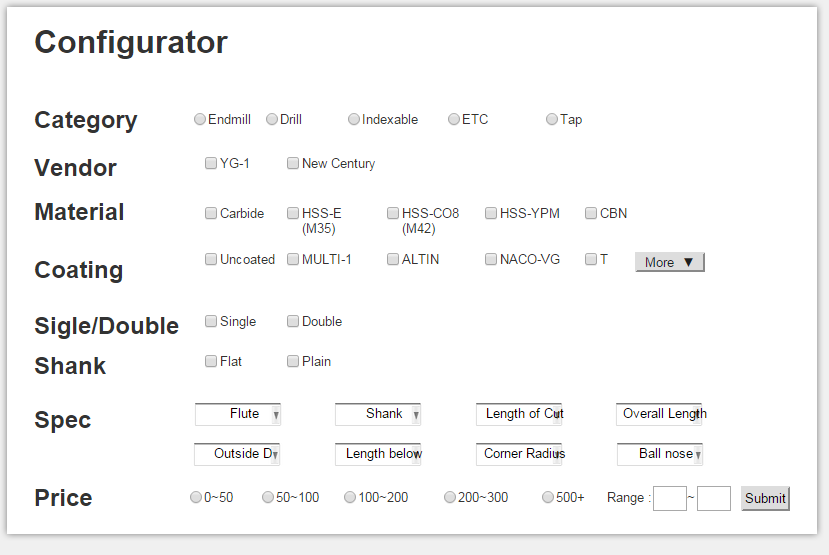 Configurator
Category Endmill Drill Indexable ETC Tap
Vendor YG-1 New Century
Material Carbide HSS-E HSS-CO8 HSS-YPM CBN
(M35) (M42)
Coating Uncoated MULTI-1 ALTIN NACO-VG T More ▼
Sigle/Double Single Double
Shank Flat Plain
Spec Flute Shank Length of Cut Overall Length
Outside D Length below Corner Radius Ball nose
Price 0~50 50~100 100~200 200~300 500+ Range : ~ Submit